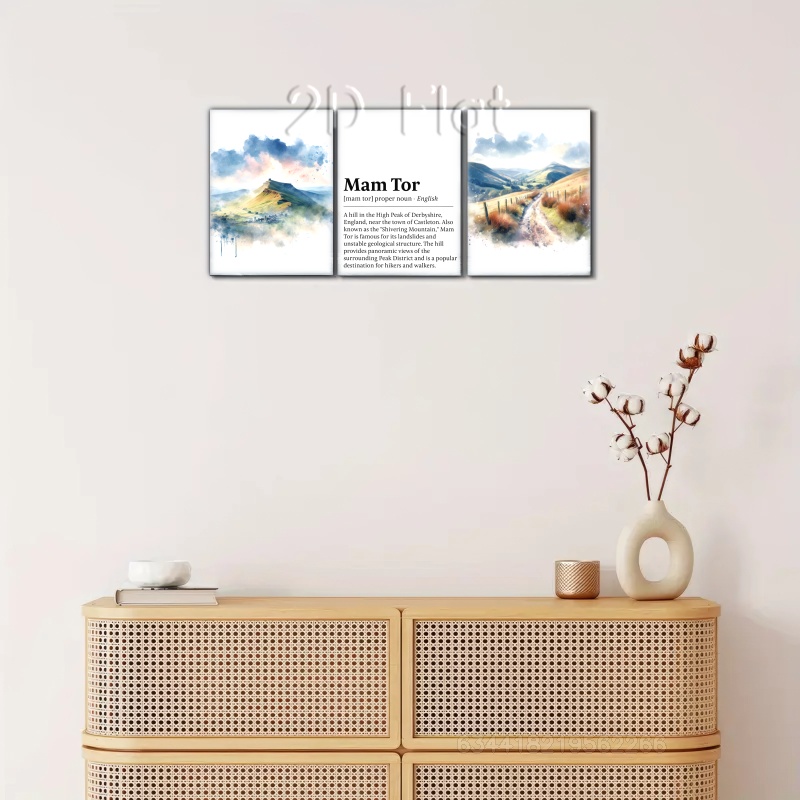 2D Flat
Mam Tor
[mam tor] proper noun · English
A hill in the High Peak of Derbyshire,
England, near the town of Castleton. Also
known as the "Shivering Mountain," Mam
Tor is famous for its landslides and
unstable geological structure. The hill
provides panoramic views of the
surrounding Peak District and is a popular
destination for hikers and walkers.